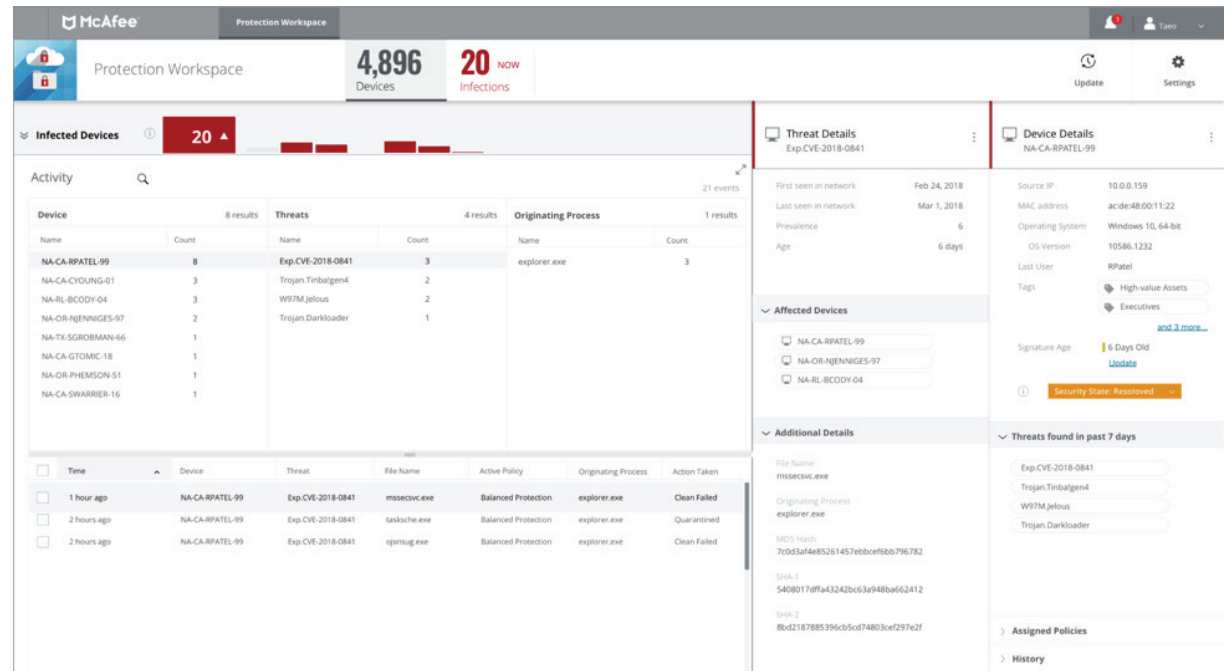 McAfee
Protection Workspace
9
Taeo
Protection Workspace
4,896
Devices
20 NOW
Infections
Update
Settings
Infected Devices
20
Activity
21 events
Device 8 results
Name Count
NA-CA-RPATEL-99 8
NA-CA-CYOUNG-01 3
NA-RL-BCODY-04 3
NA-OR-NJENNIGES-97 2
NA-TX-SGROBMAN-66 1
NA-CA-GTOMIC-18 1
NA-OR-PHEMSON-51 1
NA-CA-SWARRIER-16 1
Threats 4 results
Name Count
Exp.CVE-2018-0841 3
Trojan.Tinbatgen4 2
W97M.Jelous 2
Trojan.Darkloader 1
Originating Process 1 results
Name Count
explorer.exe 3
Time Device Threat File Name Active Policy Originating Process Action Taken
1 hour ago NA-CA-RPATEL-99 Exp.CVE-2018-0841 mssecsvc.exe Balanced Protection explorer.exe Clean Failed
2 hours ago NA-CA-RPATEL-99 Exp.CVE-2018-0841 tasksche.exe Balanced Protection explorer.exe Quarantined
2 hours ago NA-CA-RPATEL-99 Exp.CVE-2018-0841 ojsrisug.exe Balanced Protection explorer.exe Clean Failed
Threat Details
Exp.CVE-2018-0841
First seen in network Feb 24, 2018
Last seen in network Mar 1, 2018
Prevalence 6
Age 6 days
Affected Devices
NA-CA-RPATEL-99
NA-OR-NJENNIGES-97
NA-RL-BCODY-04
Additional Details
File Name
mssecsvc.exe
Originating Process
explorer.exe
MD5 Hash
7c0d3af4e85261457ebbcef6bb796782
SHA-1
5408017dffa43242bc63a948ba662412
SHA-2
8bd2187885396cb5cd74803cef297e2f
Device Details
NA-CA-RPATEL-99
Source IP 10.0.0.159
MAC address ac:de:48:00:11:22
Operating System Windows 10, 64-bit
OS Version 10586.1232
Last User RPatel
Tags High-value Assets
Executives
and 3 more...
Signature Age 6 Days Old
Update
Security State: Resoloved
Threats found in past 7 days
Exp.CVE-2018-0841
Trojan.Tinbatgen4
W97M.Jelous
Trojan.Darkloader
Assigned Policies
History